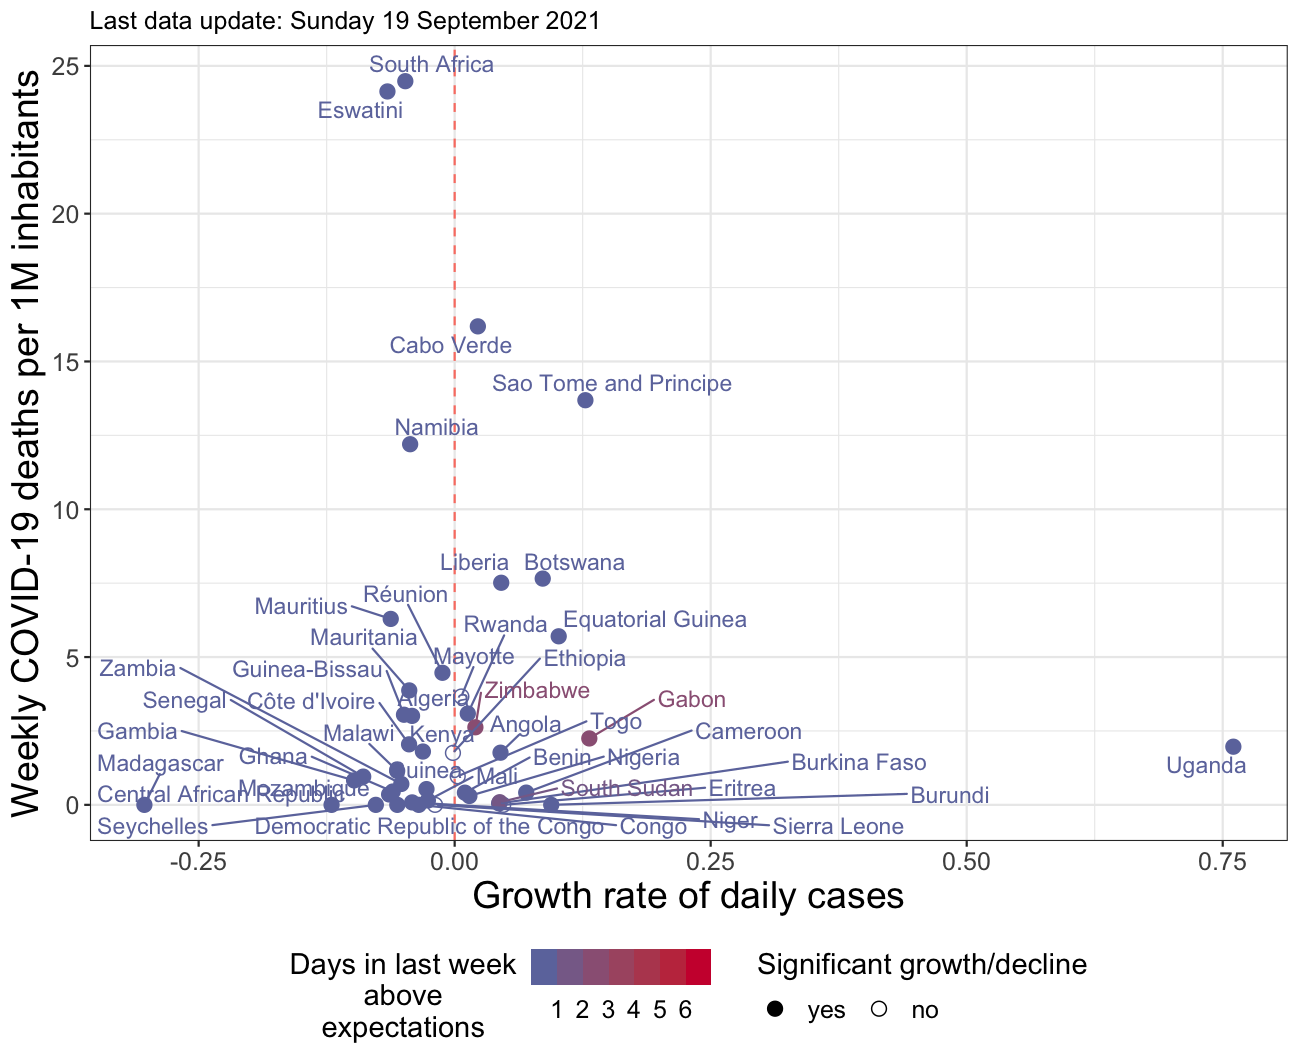 Last data update: Sunday 19 September 2021
Weekly COVID-19 deaths per 1M inhabitants
25
20
15
10
5
0
South Africa
Eswatini
Cabo Verde
Sao Tome and Principe
Namibia
Liberia
Botswana
Réunion
Mauritius
Equatorial Guinea
Rwanda
Mauritania
Mayotte
Ethiopia
Zambia
Guinea-Bissau
Zimbabwe
Algeria
Senegal
Côte d'Ivoire
Gabon
Togo
Angola
Gambia
Malawi
Kenya
Cameroon
Ghana
Benin
Nigeria
Madagascar
Burkina Faso
Uganda
Guinea
Mali
Mozambique
South Sudan
Eritrea
Central African Republic
Burundi
Seychelles
Democratic Republic of the Congo
Congo
Niger
Sierra Leone
-0.25
0.00
0.25
0.50
0.75
Growth rate of daily cases
Days in last week
above
expectations
1 2 3 4 5 6
Significant growth/decline
yes
no